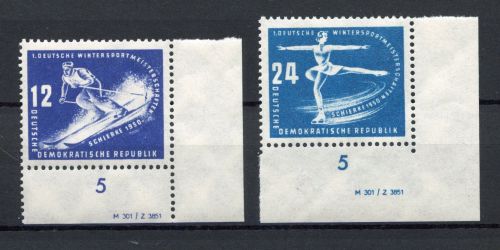 1. DEUTSCHE WINTERSPORTMEISTERSCHAFTEN
12
SCHIERKE 1950
DEUTSCHE
DEMOKRATISCHE REPUBLIK
5
M 301 / Z 3851
1. DEUTSCHE WINTERSPORTMEISTERSCHAFTEN
24
SCHIERKE 1950
DEUTSCHE
DEMOKRATISCHE REPUBLIK
5
M 301 / Z 3851